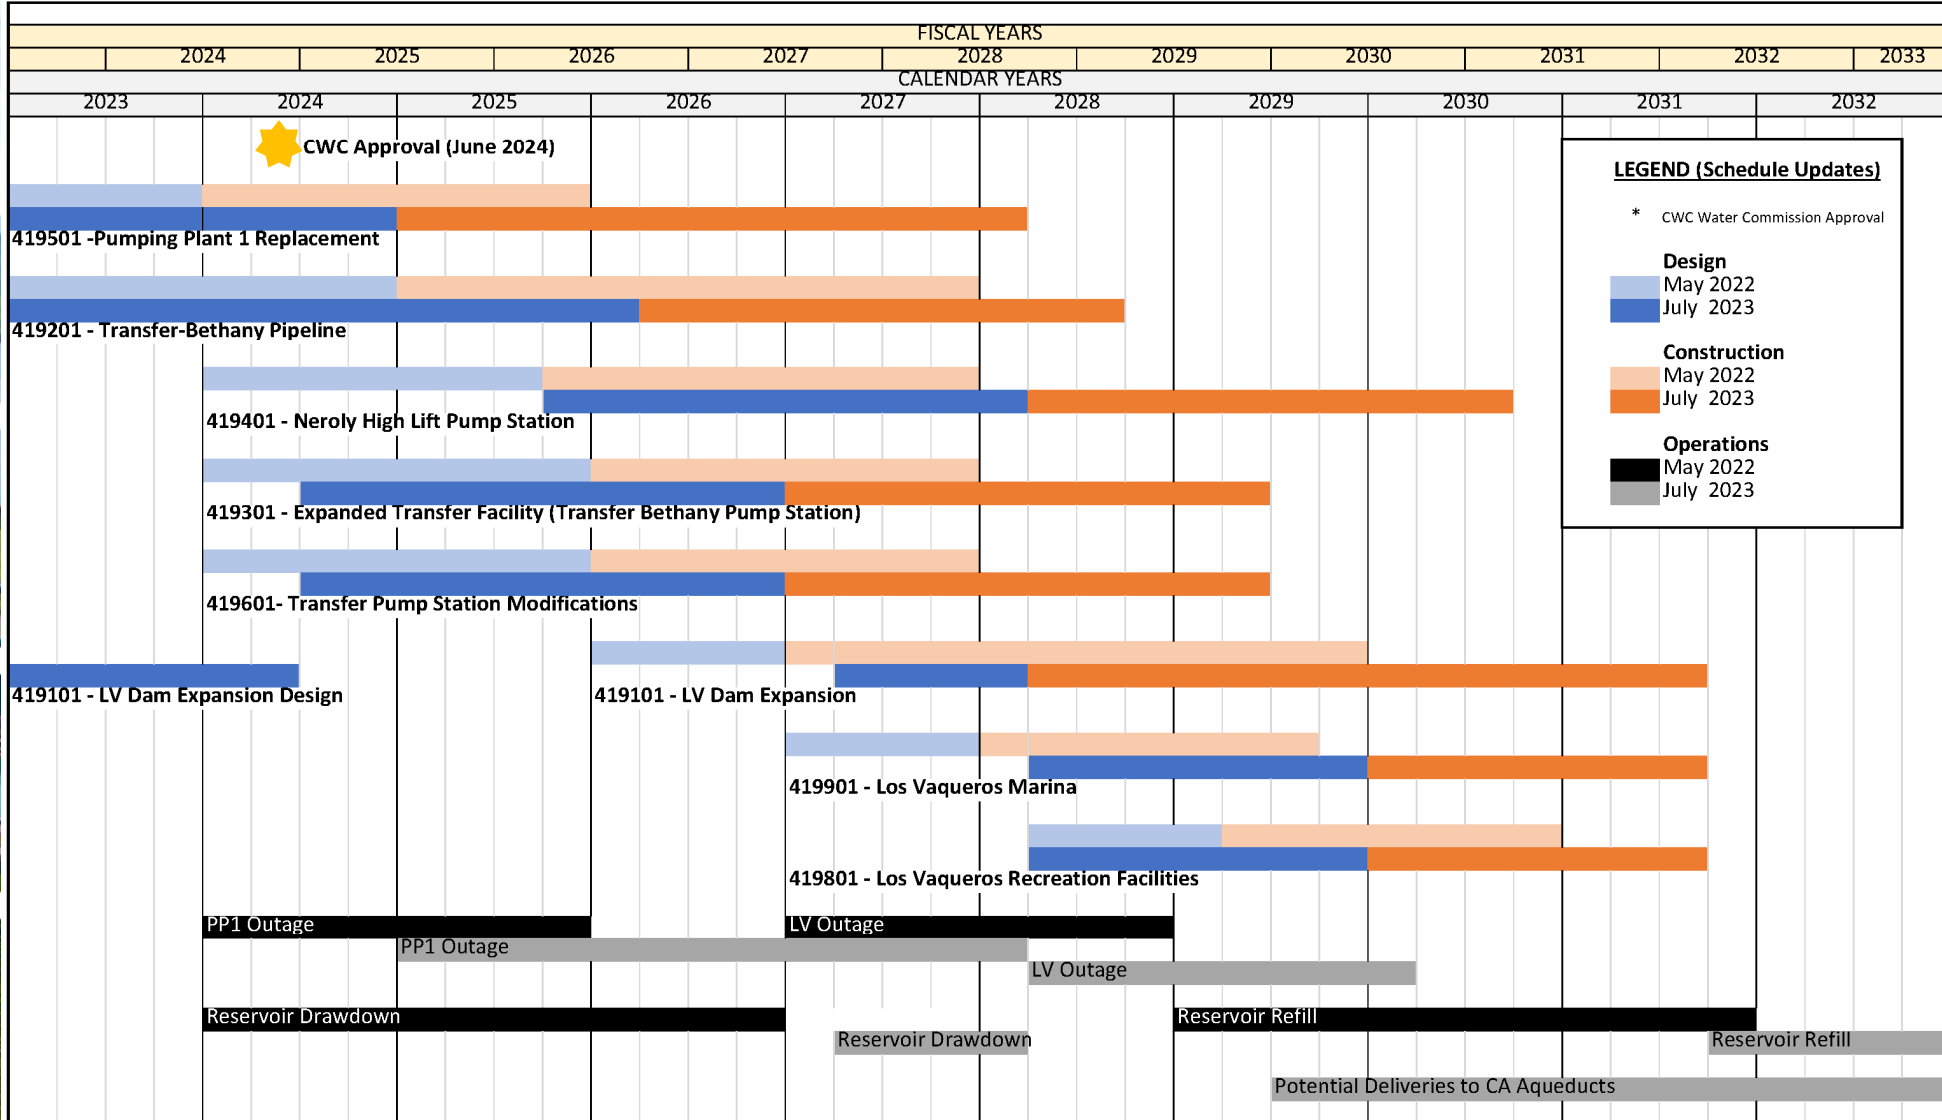 FISCAL YEARS
2024 2025 2026 2027 2028 2029 2030 2031 2032 2033
CALENDAR YEARS
2023 2024 2025 2026 2027 2028 2029 2030 2031 2032
CWC Approval (June 2024)
419501 -Pumping Plant 1 Replacement
419201 - Transfer-Bethany Pipeline
419401 - Neroly High Lift Pump Station
419301 - Expanded Transfer Facility (Transfer Bethany Pump Station)
419601- Transfer Pump Station Modifications
419101 - LV Dam Expansion Design
419101 - LV Dam Expansion
419901 - Los Vaqueros Marina
419801 - Los Vaqueros Recreation Facilities
PP1 Outage
LV Outage
PP1 Outage
LV Outage
Reservoir Drawdown
Reservoir Refill
Reservoir Drawdown
Reservoir Refill
Potential Deliveries to CA Aqueducts
LEGEND (Schedule Updates)
* CWC Water Commission Approval
Design
May 2022
July 2023
Construction
May 2022
July 2023
Operations
May 2022
July 2023